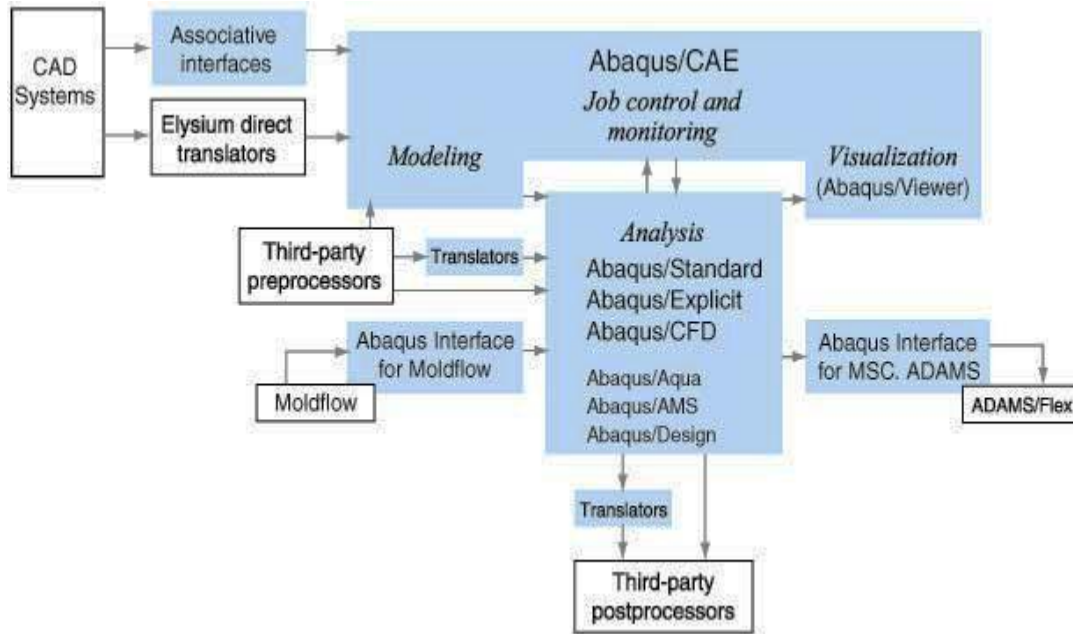 CAD
Systems
Associative
interfaces
Elysium direct
translators
Abaqus/CAE
Job control and
monitoring
Modeling
Visualization
(Abaqus/Viewer)
Third-party
preprocessors
Translators
Analysis
Abaqus/Standard
Abaqus/Explicit
Abaqus/CFD
Abaqus/Aqua
Abaqus/AMS
Abaqus/Design
Abaqus Interface
for Moldflow
Moldflow
Abaqus Interface
for MSC. ADAMS
ADAMS/Flex
Translators
Third-party
postprocessors